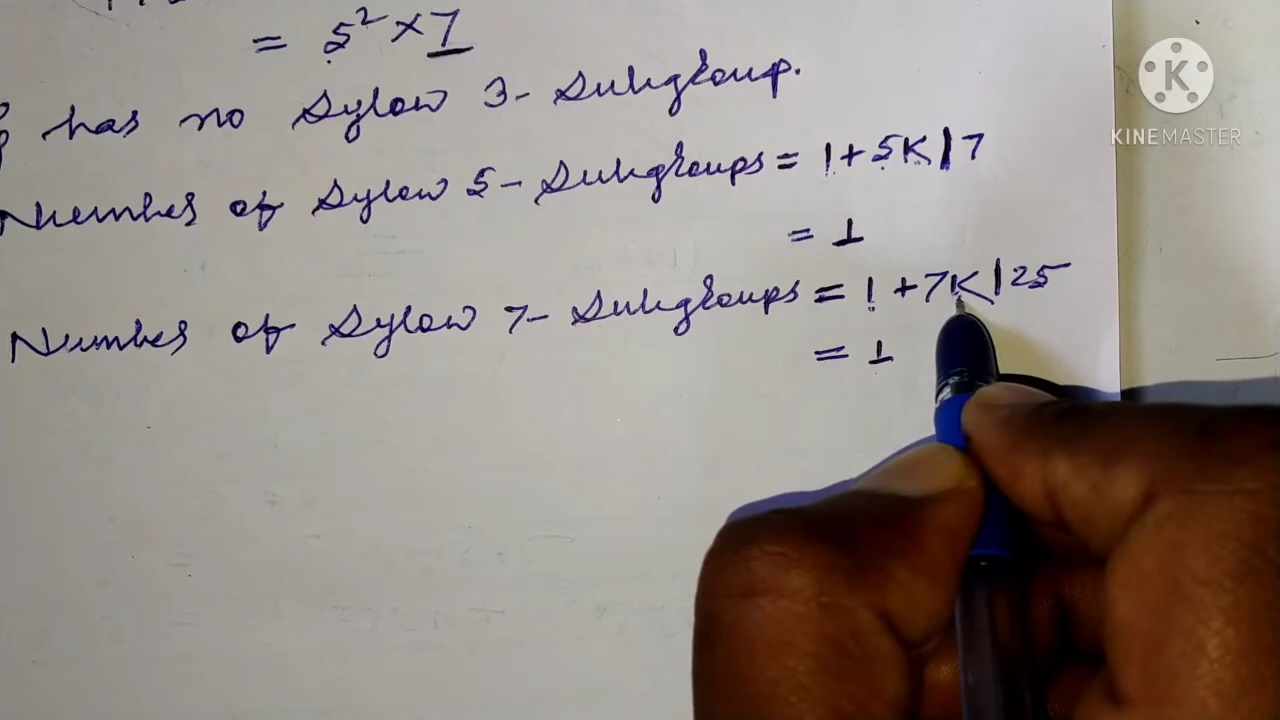 = 5² × 7
has no Sylow 3- Subgroup.
Number of Sylow 5- Subgroups = 1 + 5K | 7
= 1
Number of Sylow 7- Subgroups = 1 + 7K | 25
= 1
K
KINEMASTER